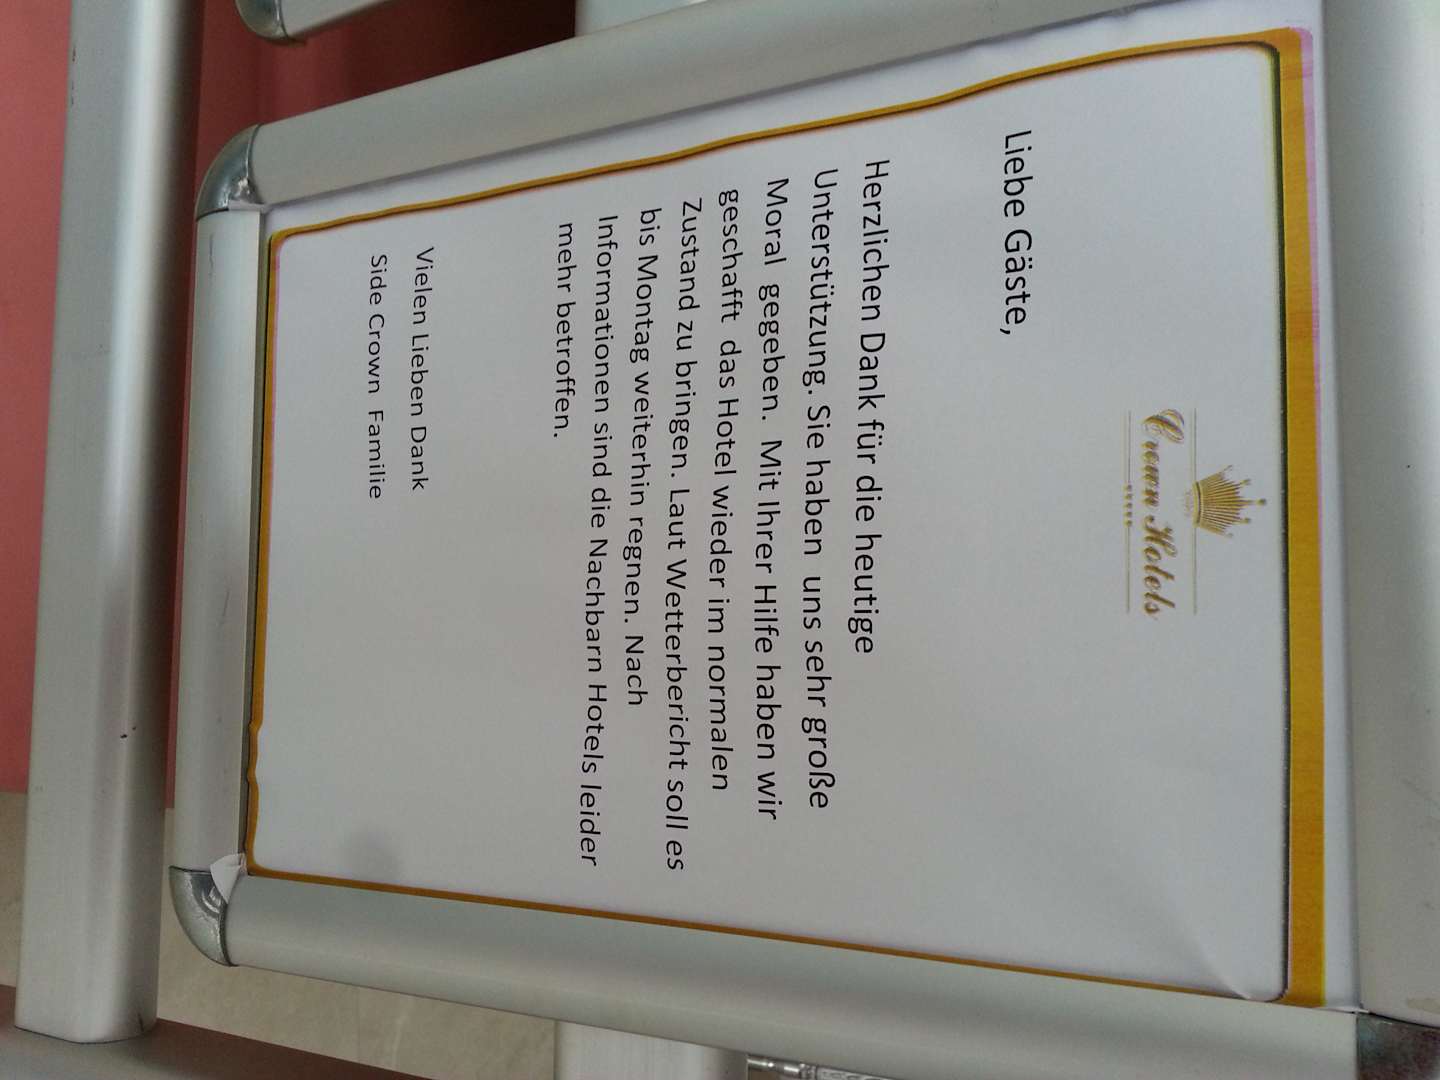 Crown Hotels
Liebe Gäste,
Herzlichen Dank für die heutige
Unterstützung. Sie haben uns sehr große
Moral gegeben. Mit Ihrer Hilfe haben wir
geschafft das Hotel wieder im normalen
Zustand zu bringen. Laut Wetterbericht soll es
bis Montag weiterhin regnen. Nach
Informationen sind die Nachbarn Hotels leider
mehr betroffen.
Vielen Lieben Dank
Side Crown Familie